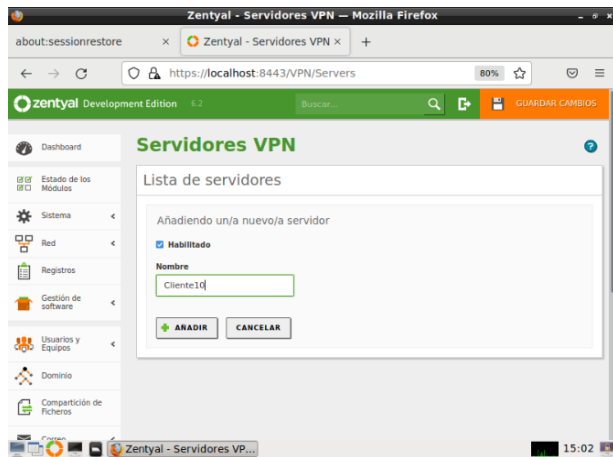 Zentyal - Servidores VPN — Mozilla Firefox
about:sessionrestore
Zentyal - Servidores VPN
https://localhost:8443/VPN/Servers
80%
zentyal Development Edition 6.2
Buscar...
GUARDAR CAMBIOS
Dashboard
Estado de los
Módulos
Sistema
Red
Registros
Gestión de
software
Usuarios y
Equipos
Dominio
Compartición de
Ficheros
Correo
Servidores VPN
Lista de servidores
Añadiendo un/a nuevo/a servidor
Habilitado
Nombre
Cliente10
AÑADIR
CANCELAR
Zentyal - Servidores VP...
15:02